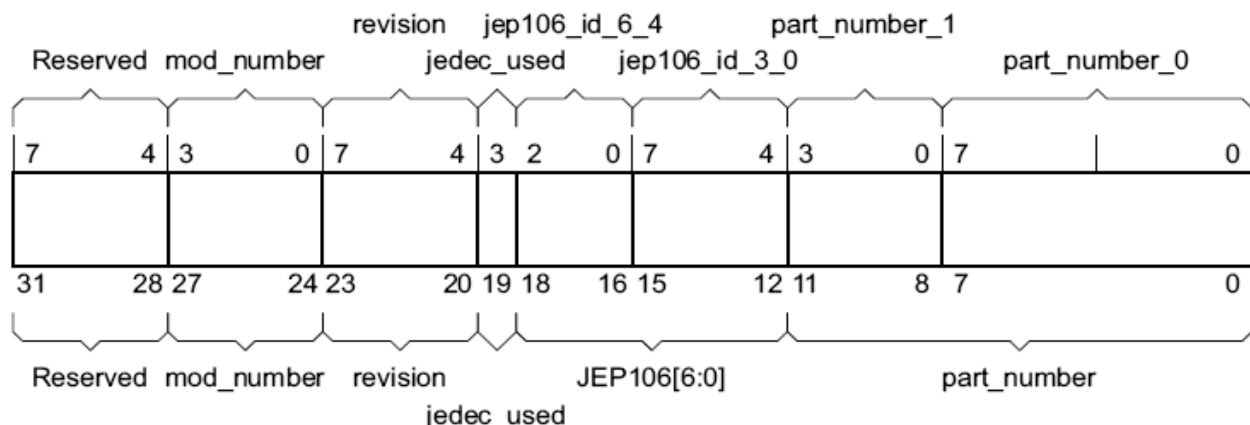 revision jep106_id_6_4 part_number_1
Reserved mod_number jedec_used jep106_id_3_0 part_number_0
7 4 3 0 7 4 3 2 0 7 4 3 0 7 0
31 28 27 24 23 20 19 18 16 15 12 11 8 7 0
Reserved mod_number revision JEP106[6:0] part_number
jedec_used